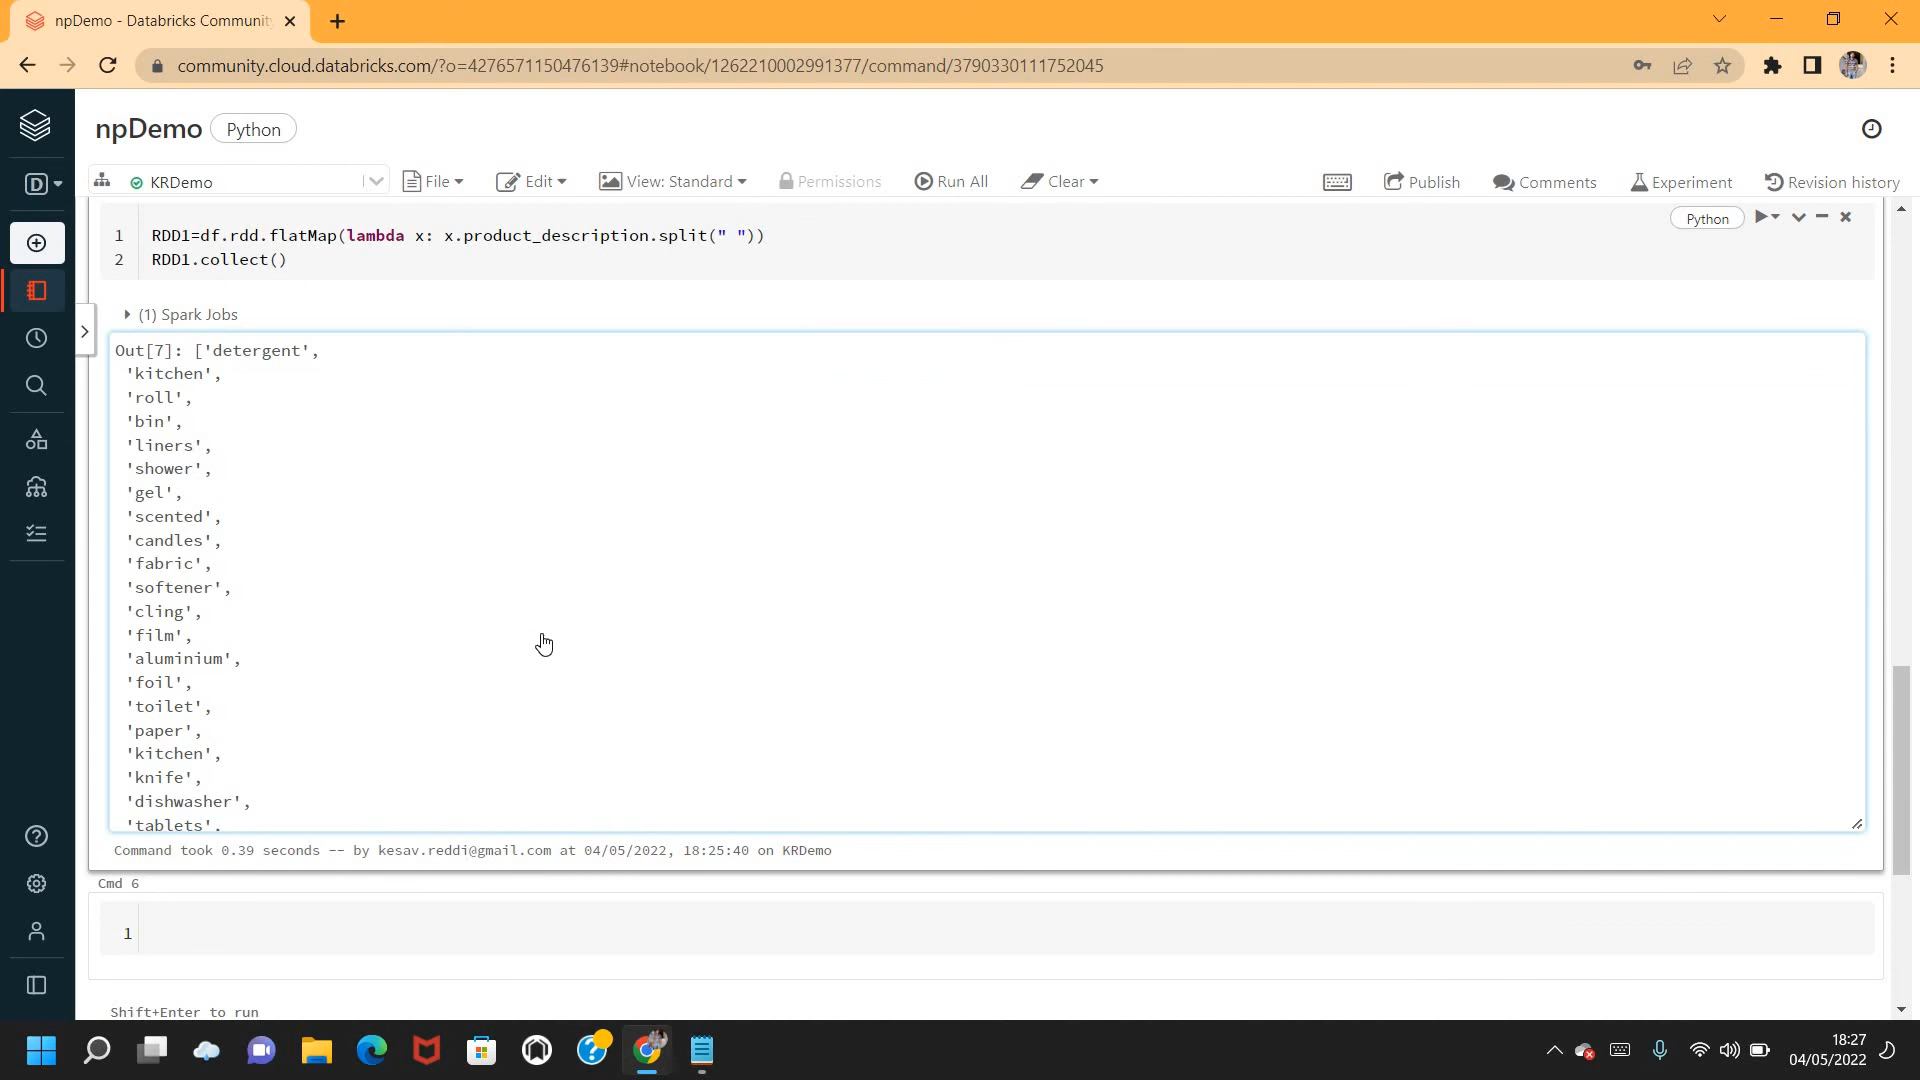 npDemo - Databricks Community
community.cloud.databricks.com/?o=4276571150476139#notebook/1262210002991377/command/3790330111752045
npDemo Python
KRDemo File Edit View: Standard Permissions Run All Clear Publish Comments Experiment Revision history
D
Python
1 RDD1=df.rdd.flatMap(lambda x: x.product_description.split(" "))
2 RDD1.collect()
(1) Spark Jobs
Out[7]: ['detergent',
'kitchen',
'roll',
'bin',
'liners',
'shower',
'gel',
'scented',
'candles',
'fabric',
'softener',
'cling',
'film',
'aluminium',
'foil',
'toilet',
'paper',
'kitchen',
'knife',
'dishwasher',
'tablets',
Command took 0.39 seconds -- by kesav.reddi@gmail.com at 04/05/2022, 18:25:40 on KRDemo
Cmd 6
1
Shift+Enter to run
18:27
04/05/2022